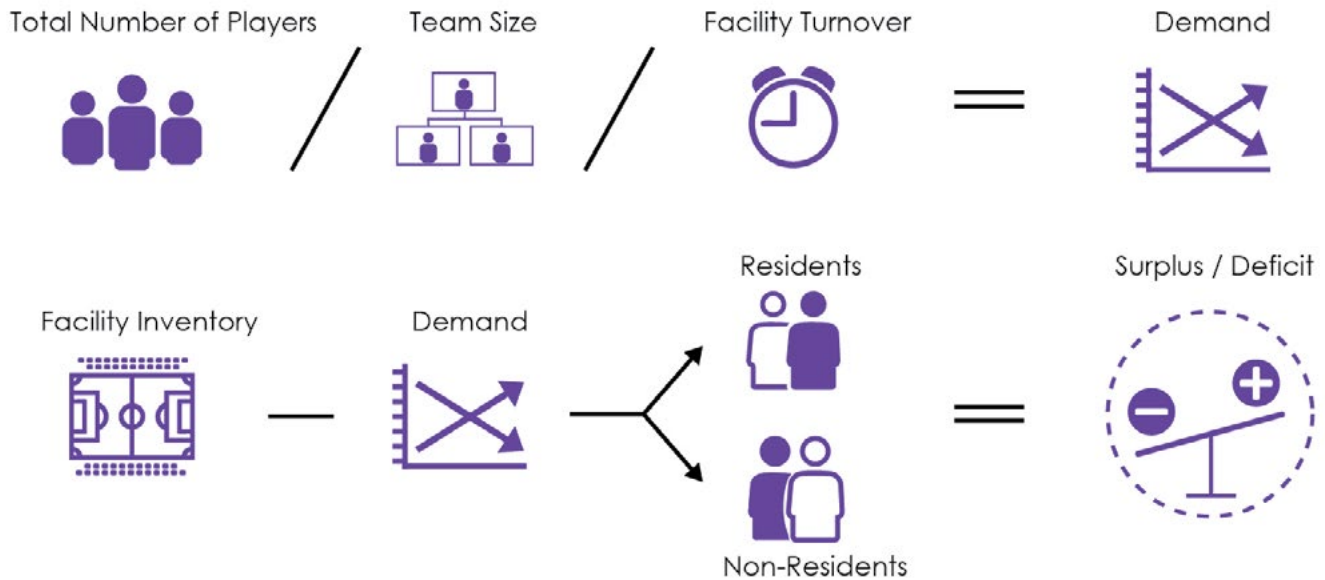 Total Number of Players
Team Size
Facility Turnover
Demand
Residents
Surplus / Deficit
Facility Inventory
Demand
Non-Residents